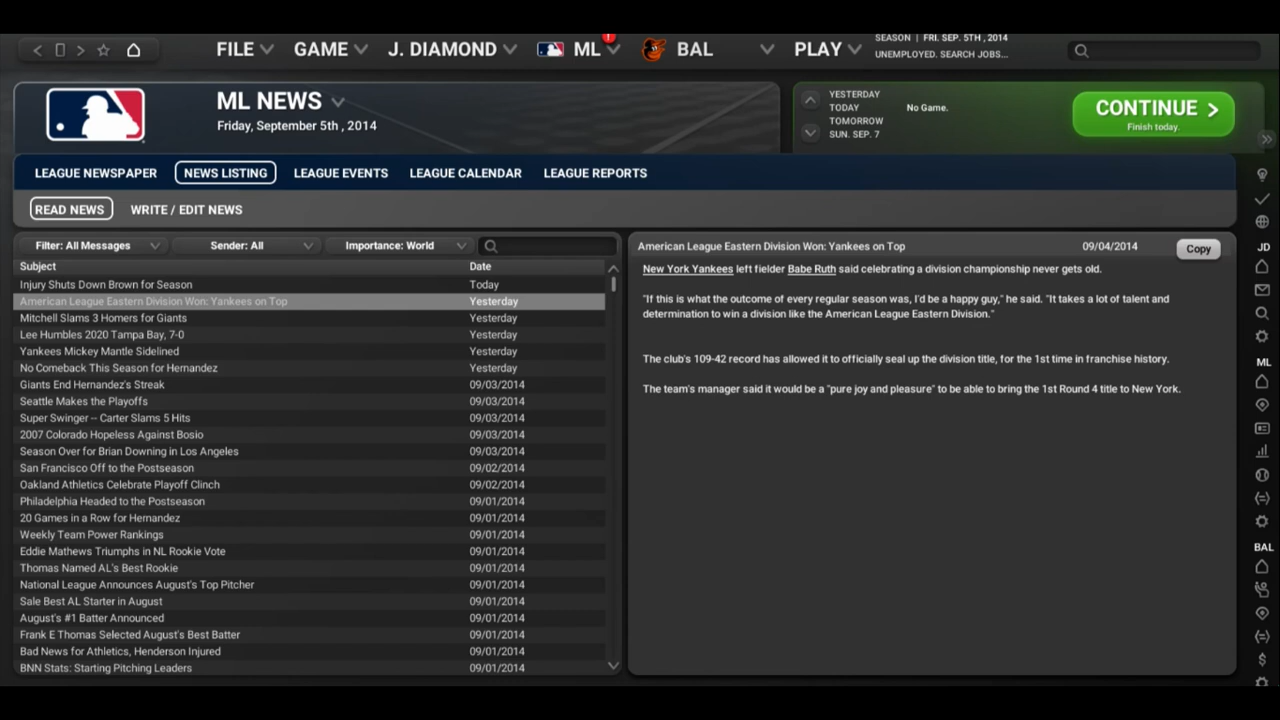 FILE GAME J. DIAMOND ML ! BAL PLAY
SEASON | FRI. SEP. 5TH , 2014
UNEMPLOYED. SEARCH JOBS...
ML NEWS
Friday, September 5th , 2014
YESTERDAY
TODAY
TOMORROW
SUN. SEP. 7
No Game.
CONTINUE >
Finish today.
LEAGUE NEWSPAPER NEWS LISTING LEAGUE EVENTS LEAGUE CALENDAR LEAGUE REPORTS
READ NEWS WRITE / EDIT NEWS
Filter: All Messages Sender: All Importance: World
Subject Date
Injury Shuts Down Brown for Season Today
American League Eastern Division Won: Yankees on Top Yesterday
Mitchell Slams 3 Homers for Giants Yesterday
Lee Humbles 2020 Tampa Bay, 7-0 Yesterday
Yankees Mickey Mantle Sidelined Yesterday
No Comeback This Season for Hernandez Yesterday
Giants End Hernandez's Streak 09/03/2014
Seattle Makes the Playoffs 09/03/2014
Super Swinger -- Carter Slams 5 Hits 09/03/2014
2007 Colorado Hopeless Against Bosio 09/03/2014
Season Over for Brian Downing in Los Angeles 09/03/2014
San Francisco Off to the Postseason 09/02/2014
Oakland Athletics Celebrate Playoff Clinch 09/02/2014
Philadelphia Headed to the Postseason 09/01/2014
20 Games in a Row for Hernandez 09/01/2014
Weekly Team Power Rankings 09/01/2014
Eddie Mathews Triumphs in NL Rookie Vote 09/01/2014
Thomas Named AL's Best Rookie 09/01/2014
National League Announces August's Top Pitcher 09/01/2014
Sale Best AL Starter in August 09/01/2014
August's #1 Batter Announced 09/01/2014
Frank E Thomas Selected August's Best Batter 09/01/2014
Bad News for Athletics, Henderson Injured 09/01/2014
BNN Stats: Starting Pitching Leaders 09/01/2014
American League Eastern Division Won: Yankees on Top 09/04/2014 Copy
New York Yankees left fielder Babe Ruth said celebrating a division championship never gets old.
"If this is what the outcome of every regular season was, I'd be a happy guy," he said. "It takes a lot of talent and
determination to win a division like the American League Eastern Division."
The club's 109-42 record has allowed it to officially seal up the division title, for the 1st time in franchise history.
The team's manager said it would be a "pure joy and pleasure" to be able to bring the 1st Round 4 title to New York.
JD
ML
BAL